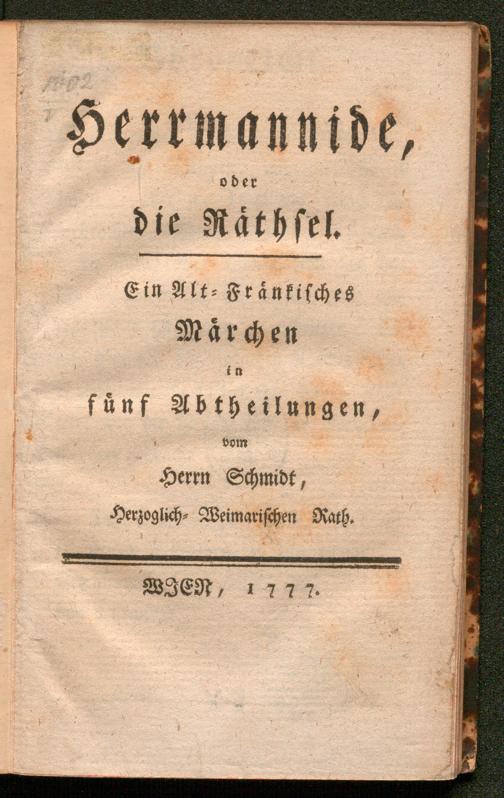 Herrmannide,
oder
die Räthsel.
Ein Alt-Fränkisches
Märchen
in
fünf Abtheilungen,
vom
Herrn Schmidt,
Herzoglich-Weimarischen Rath.
WIEN, 1777.